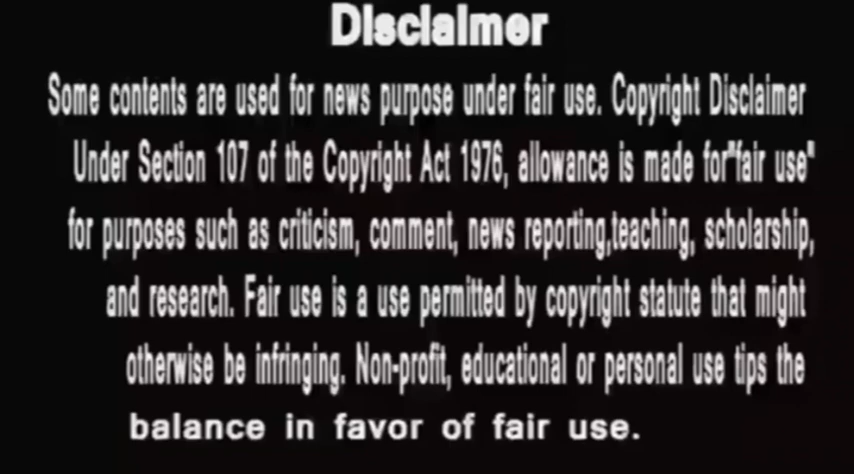 Disclaimer
Some contents are used for news purpose under fair use. Copyright Disclaimer
Under Section 107 of the Copyright Act 1976, allowance is made for"fair use"
for purposes such as criticism, comment, news reporting,teaching, scholarship,
and research. Fair use is a use permitted by copyright statute that might
otherwise be infringing. Non-profit, educational or personal use tips the
balance in favor of fair use.